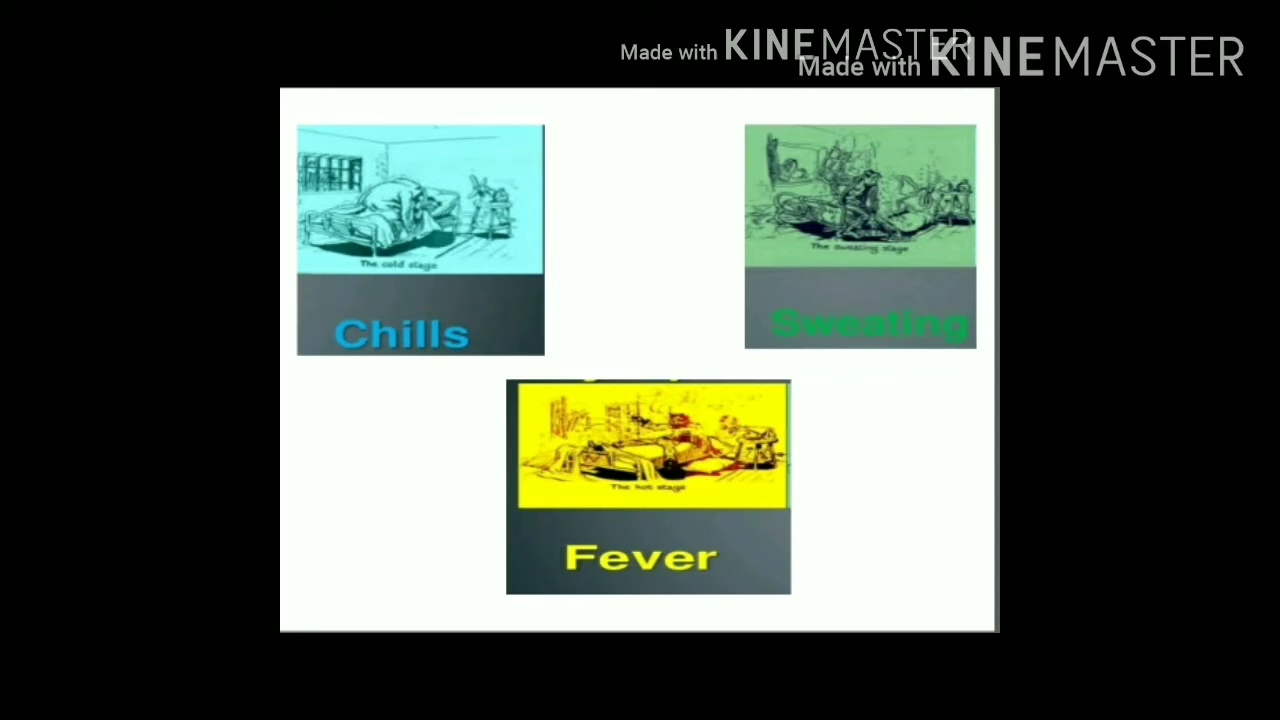 Made with KINEMASTER
Made with KINEMASTER
The cold stage
Chills
The sweating stage
Sweating
The hot stage
Fever